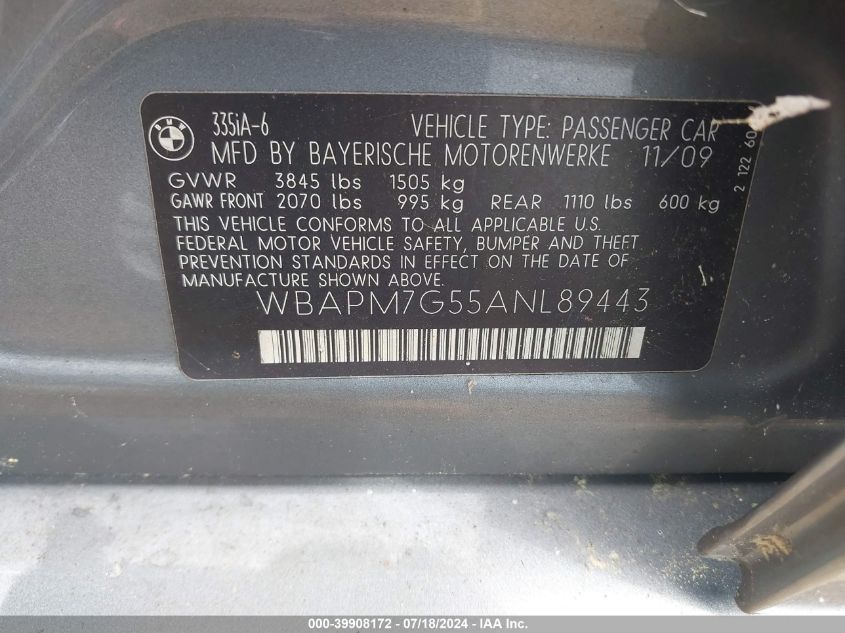 BMW
335iA-6 VEHICLE TYPE: PASSENGER CAR
MFD BY BAYERISCHE MOTORENWERKE 11/09
GVWR 3845 lbs 1505 kg
GAWR FRONT 2070 lbs 995 kg REAR 1110 lbs 600 kg
THIS VEHICLE CONFORMS TO ALL APPLICABLE U.S.
FEDERAL MOTOR VEHICLE SAFETY, BUMPER AND THEFT
PREVENTION STANDARDS IN EFFECT ON THE DATE OF
MANUFACTURE SHOWN ABOVE.
WBAPM7G55ANL89443
2 122 60
000-39908172 - 07/18/2024 - IAA Inc.